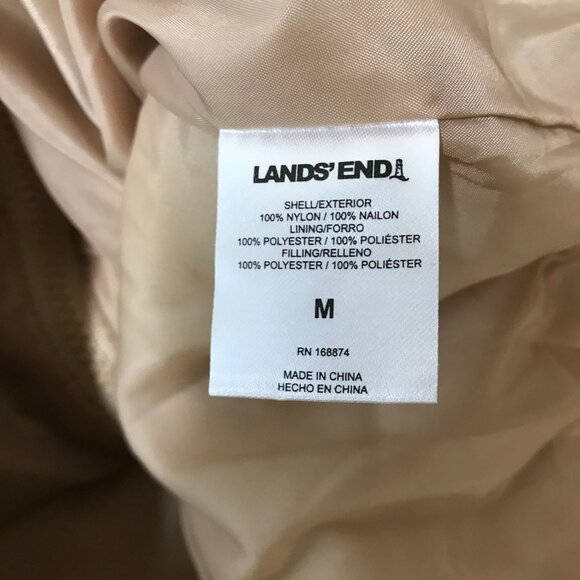 LANDS' END
SHELL/EXTERIOR
100% NYLON / 100% NAILON
LINING/FORRO
100% POLYESTER / 100% POLIÉSTER
FILLING/RELLENO
100% POLYESTER / 100% POLIÉSTER
M
RN 168874
MADE IN CHINA
HECHO EN CHINA